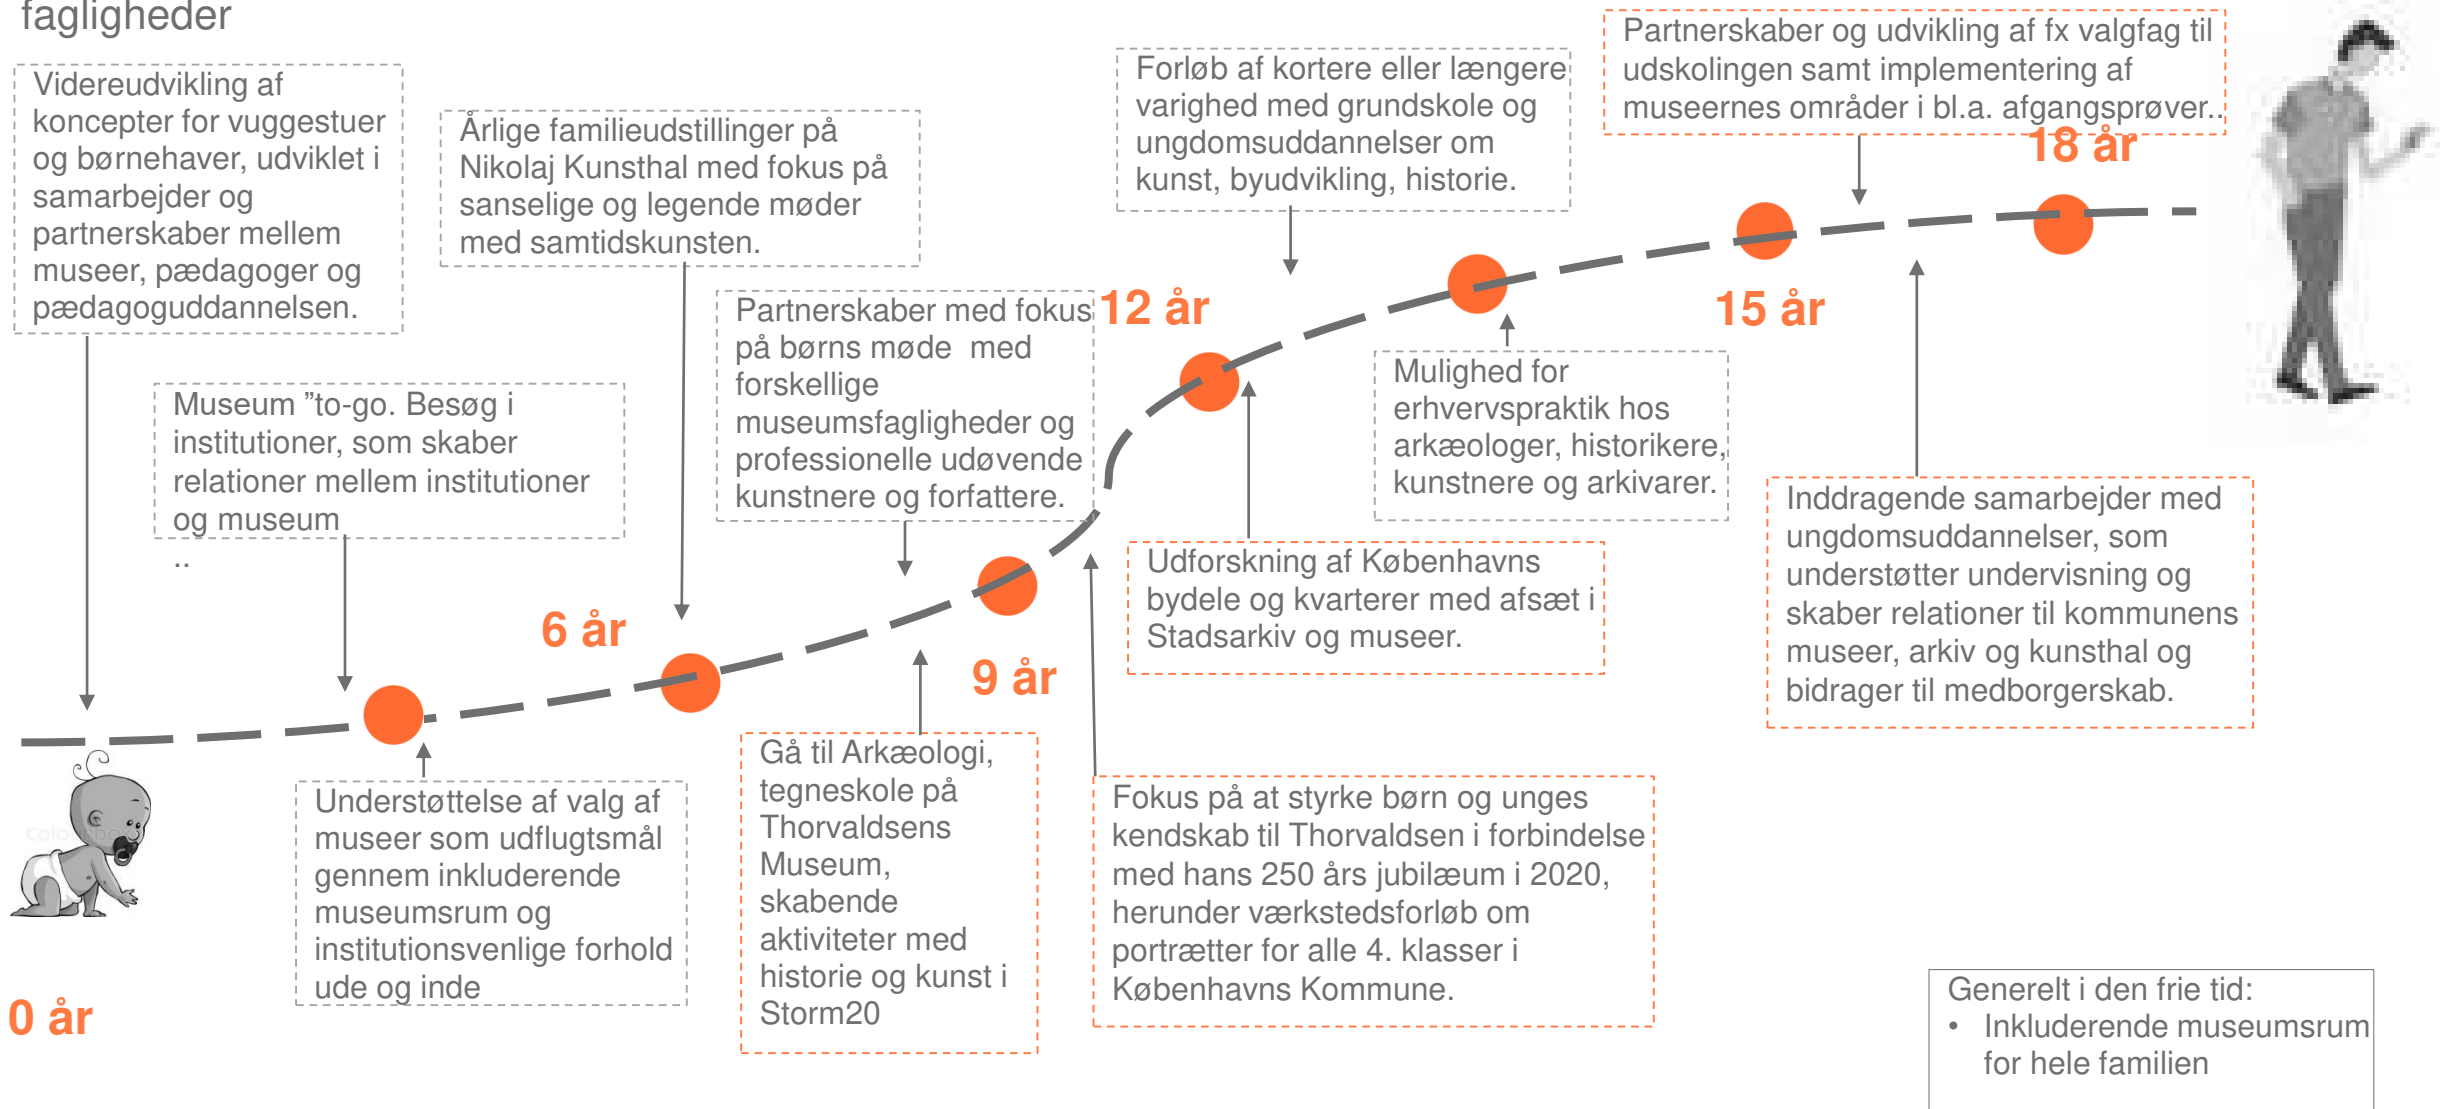 fagligheder
Videreudvikling af
koncepter for vuggestuer
og børnehaver, udviklet i
samarbejder og
partnerskaber mellem
museer, pædagoger og
pædagoguddannelsen.
Museum ”to-go. Besøg i
institutioner, som skaber
relationer mellem institutioner
og museum
..
Årlige familieudstillinger på
Nikolaj Kunsthal med fokus på
sanselige og legende møder
med samtidskunsten.
Partnerskaber med fokus
på børns møde  med
forskellige
museumsfagligheder og
professionelle udøvende
kunstnere og forfattere.
Forløb af kortere eller længere
varighed med grundskole og
ungdomsuddannelser om
kunst, byudvikling, historie.
Partnerskaber og udvikling af fx valgfag til
udskolingen samt implementering af
museernes områder i bl.a. afgangsprøver..
18 år
12 år
15 år
Mulighed for
erhvervspraktik hos
arkæologer, historikere,
kunstnere og arkivarer.
Udforskning af Københavns
bydele og kvarterer med afsæt i
Stadsarkiv og museer.
Inddragende samarbejder med
ungdomsuddannelser, som
understøtter undervisning og
skaber relationer til kommunens
museer, arkiv og kunsthal og
bidrager til medborgerskab.
6 år
9 år
0 år
Understøttelse af valg af
museer som udflugtsmål
gennem inkluderende
museumsrum og
institutionsvenlige forhold
ude og inde
Gå til Arkæologi,
tegneskole på
Thorvaldsens
Museum,
skabende
aktiviteter med
historie og kunst i
Storm20
Fokus på at styrke børn og unges
kendskab til Thorvaldsen i forbindelse
med hans 250 års jubilæum i 2020,
herunder værkstedsforløb om
portrætter for alle 4. klasser i
Københavns Kommune.
Generelt i den frie tid:
• Inkluderende museumsrum
for hele familien